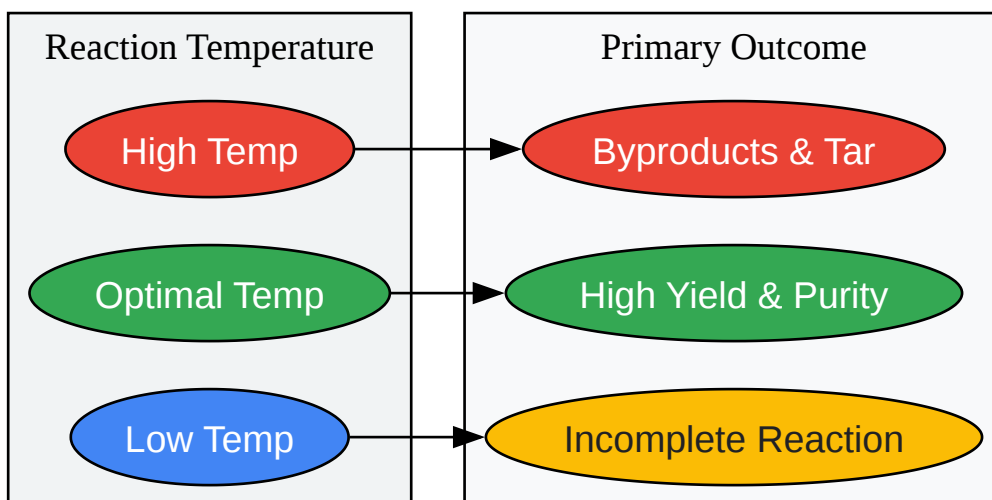 Reaction Temperature
Primary Outcome
High Temp
Byproducts & Tar
Optimal Temp
High Yield & Purity
Low Temp
Incomplete Reaction